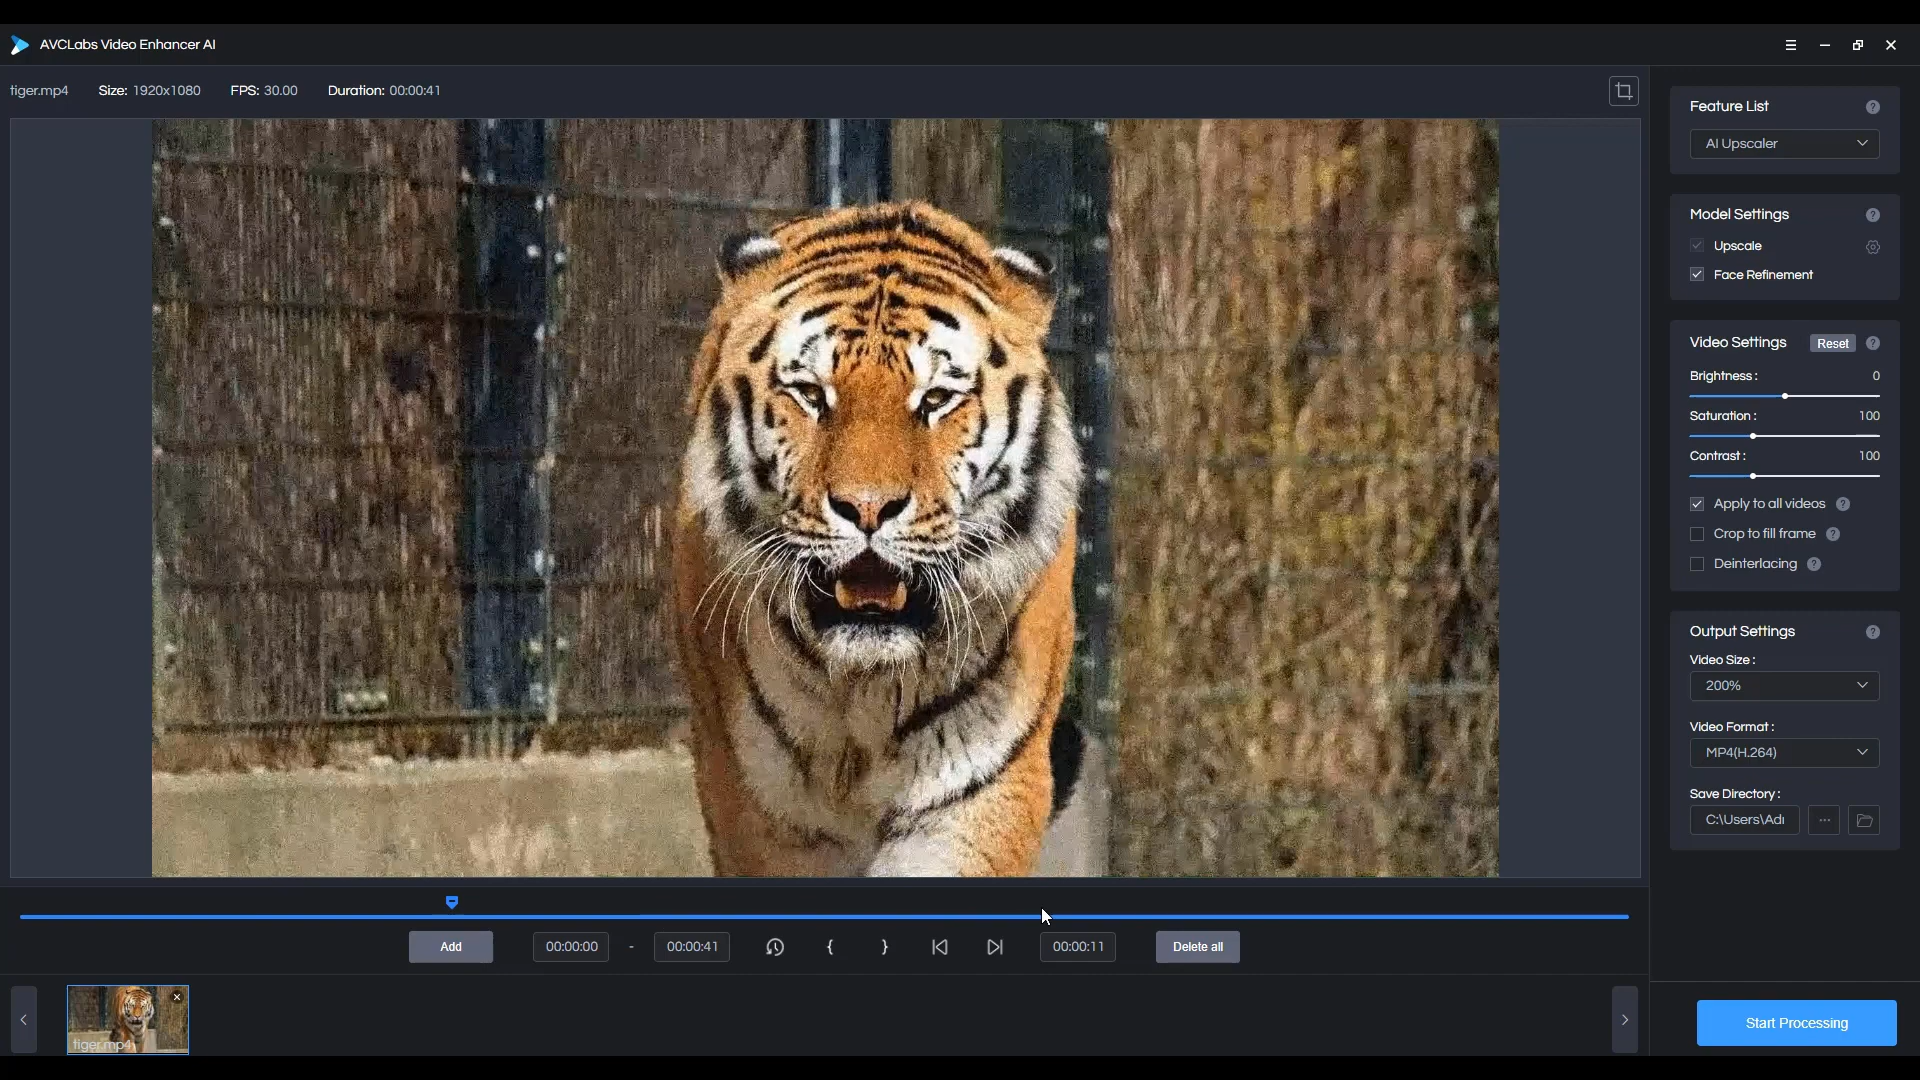 AVCLabs Video Enhancer AI
tiger.mp4 Size: 1920x1080 FPS: 30.00 Duration: 00:00:41
Feature List ?
AI Upscaler
Model Settings ?
Upscale
Face Refinement
Video Settings Reset ?
Brightness : 0
Saturation : 100
Contrast : 100
Apply to all videos ?
Crop to fill frame ?
Deinterlacing ?
Output Settings ?
Video Size :
200%
Video Format :
MP4(H.264)
Save Directory :
C:\Users\Adı ...
Add 00:00:00 - 00:00:41 { } 00:00:11 Delete all
tiger.mp4
Start Processing